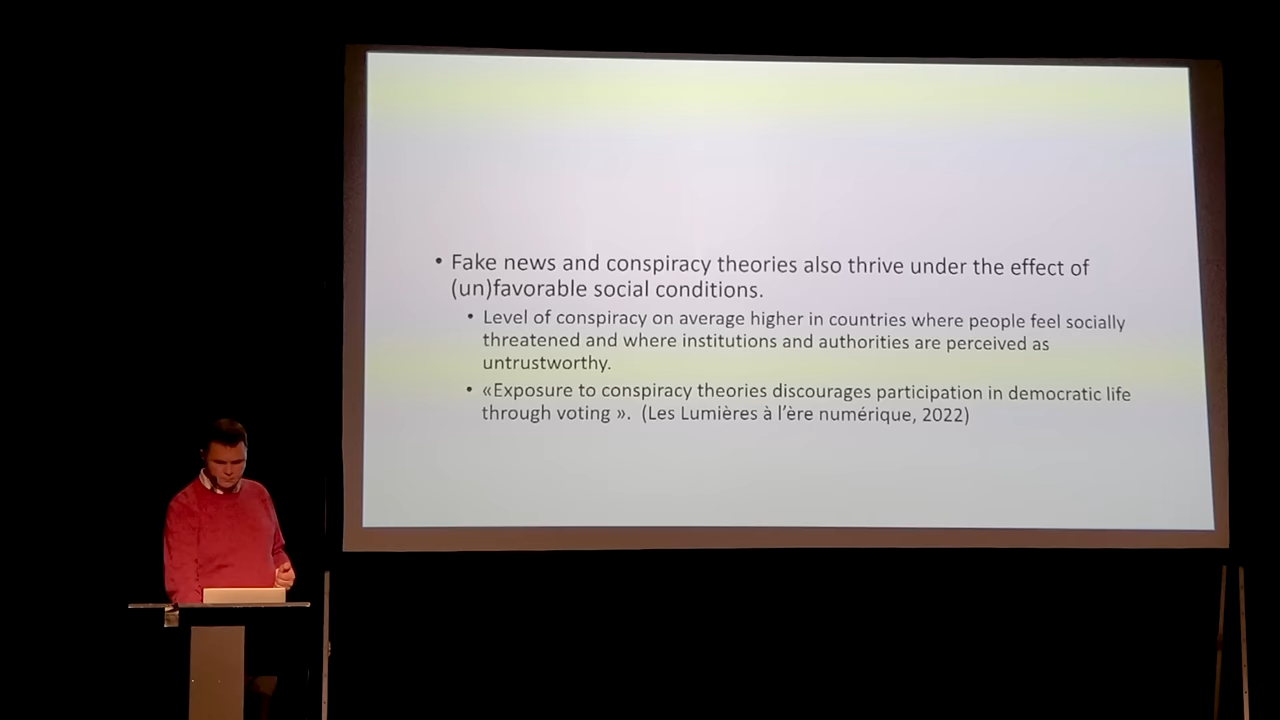 • Fake news and conspiracy theories also thrive under the effect of
(un)favorable social conditions.
• Level of conspiracy on average higher in countries where people feel socially
threatened and where institutions and authorities are perceived as
untrustworthy.
• «Exposure to conspiracy theories discourages participation in democratic life
through voting ». (Les Lumières à l’ère numérique, 2022)